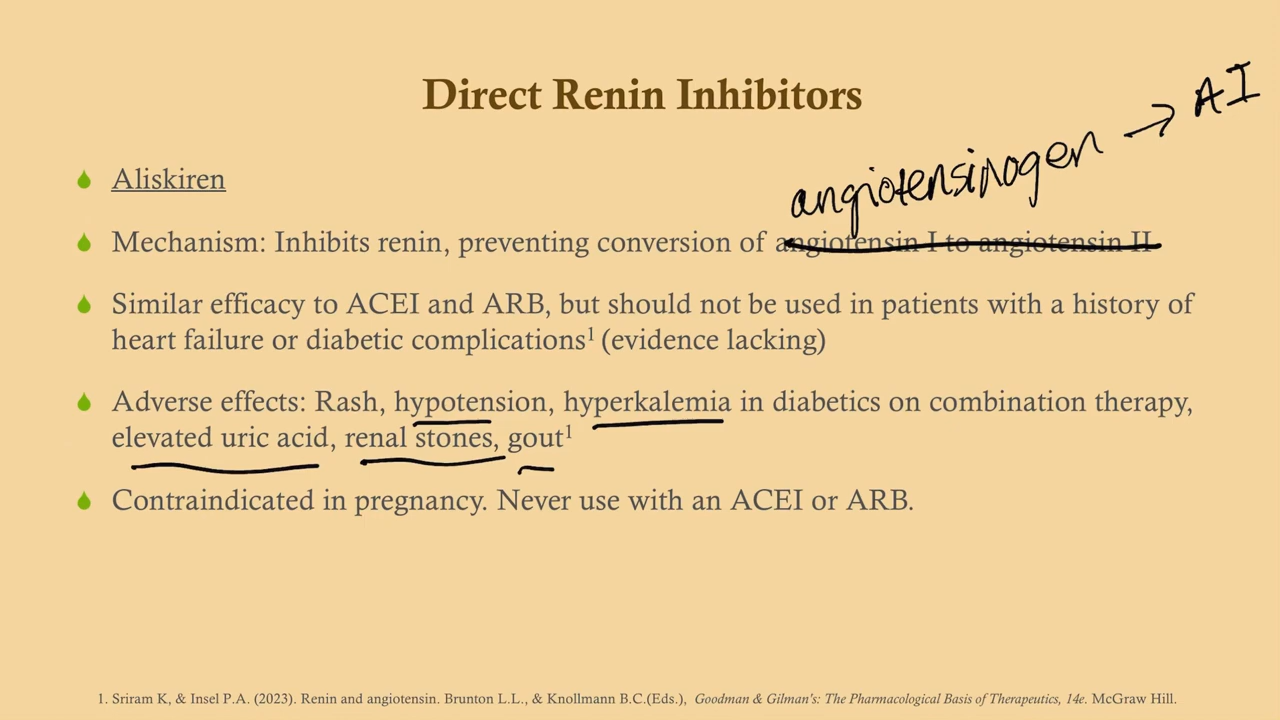 Direct Renin Inhibitors
AI
angiotensinogen →
Aliskiren
Mechanism: Inhibits renin, preventing conversion of angiotensin I to angiotensin II
Similar efficacy to ACEI and ARB, but should not be used in patients with a history of
heart failure or diabetic complications¹ (evidence lacking)
Adverse effects: Rash, hypotension, hyperkalemia in diabetics on combination therapy,
elevated uric acid, renal stones, gout¹
Contraindicated in pregnancy. Never use with an ACEI or ARB.
1. Sriram K, & Insel P.A. (2023). Renin and angiotensin. Brunton L.L., & Knollmann B.C.(Eds.), Goodman & Gilman's: The Pharmacological Basis of Therapeutics, 14e. McGraw Hill.